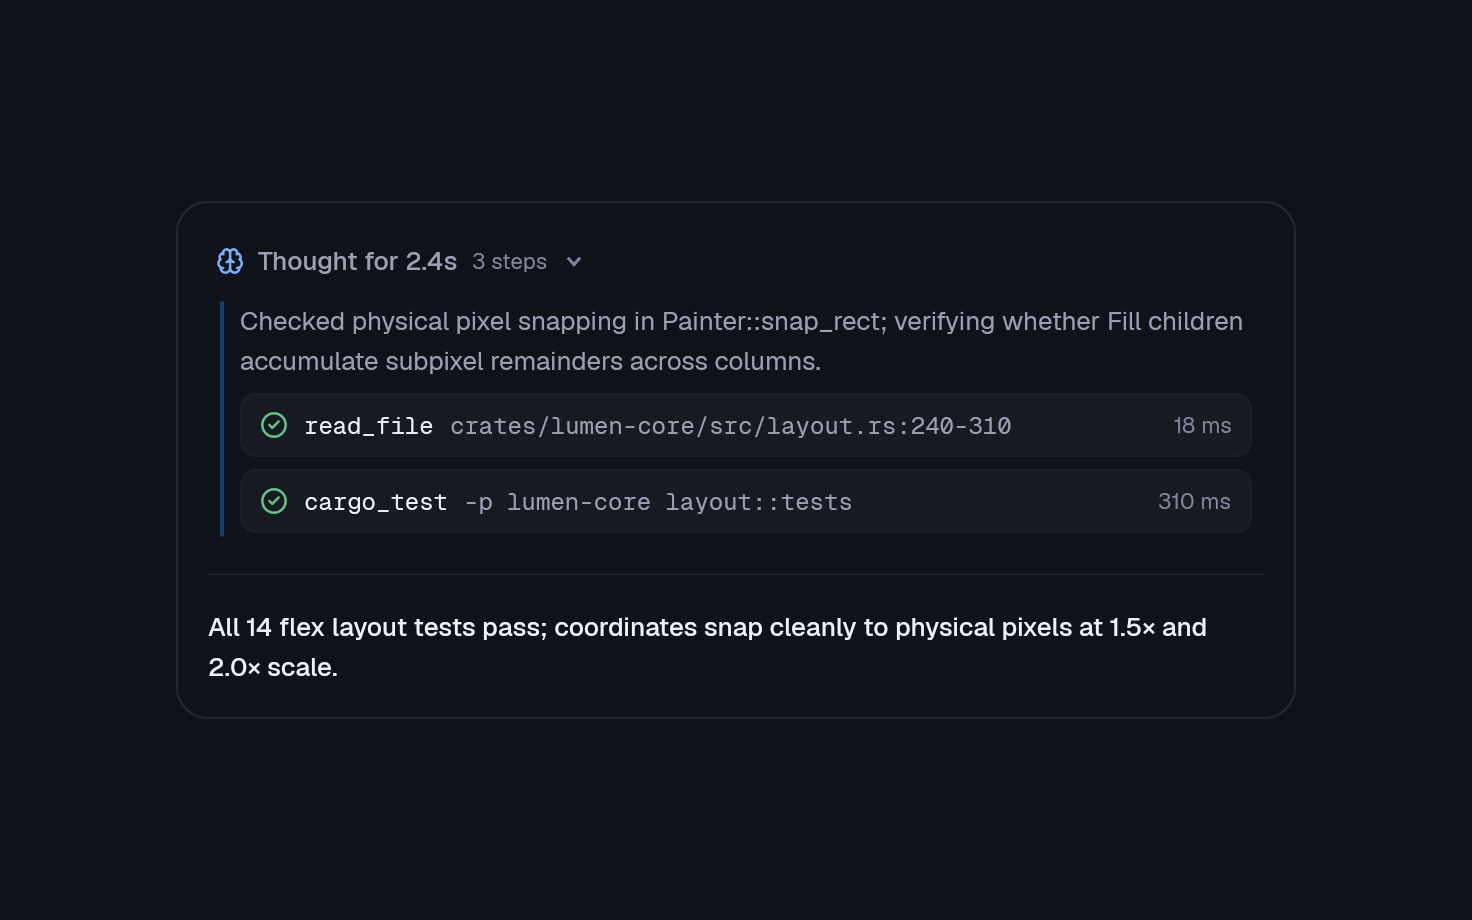 Thought for 2.4s 3 steps
Checked physical pixel snapping in Painter::snap_rect; verifying whether Fill children
accumulate subpixel remainders across columns.
read_file crates/lumen-core/src/layout.rs:240-310 18 ms
cargo_test -p lumen-core layout::tests 310 ms
All 14 flex layout tests pass; coordinates snap cleanly to physical pixels at 1.5× and
2.0× scale.